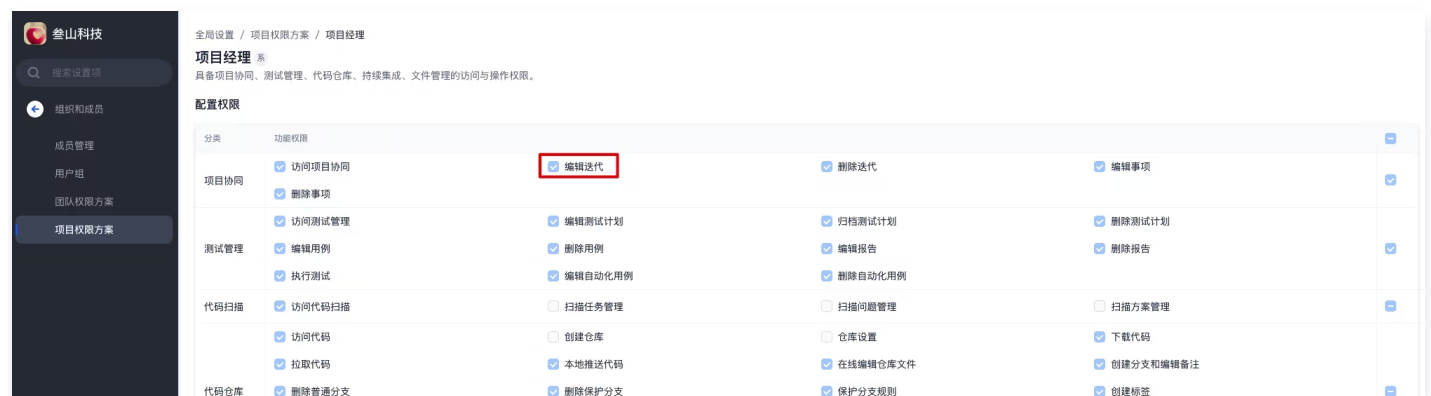 叁山科技
搜索设置项
组织和成员
成员管理
用户组
团队权限方案
项目权限方案
全局设置 / 项目权限方案 / 项目经理
项目经理 系
具备项目协同、测试管理、代码仓库、持续集成、文件管理的访问与操作权限。
配置权限
分类 功能权限
项目协同 访问项目协同 编辑迭代 删除迭代 编辑事项
删除事项
测试管理 访问测试管理 编辑测试计划 归档测试计划 删除测试计划
编辑用例 删除用例 编辑报告 删除报告
执行测试 编辑自动化用例 删除自动化用例
代码扫描 访问代码扫描 扫描任务管理 扫描问题管理 扫描方案管理
代码仓库 访问代码 创建仓库 仓库设置 下载代码
拉取代码 本地推送代码 在线编辑仓库文件 创建分支和编辑备注
删除普通分支 删除保护分支 保护分支规则 创建标签